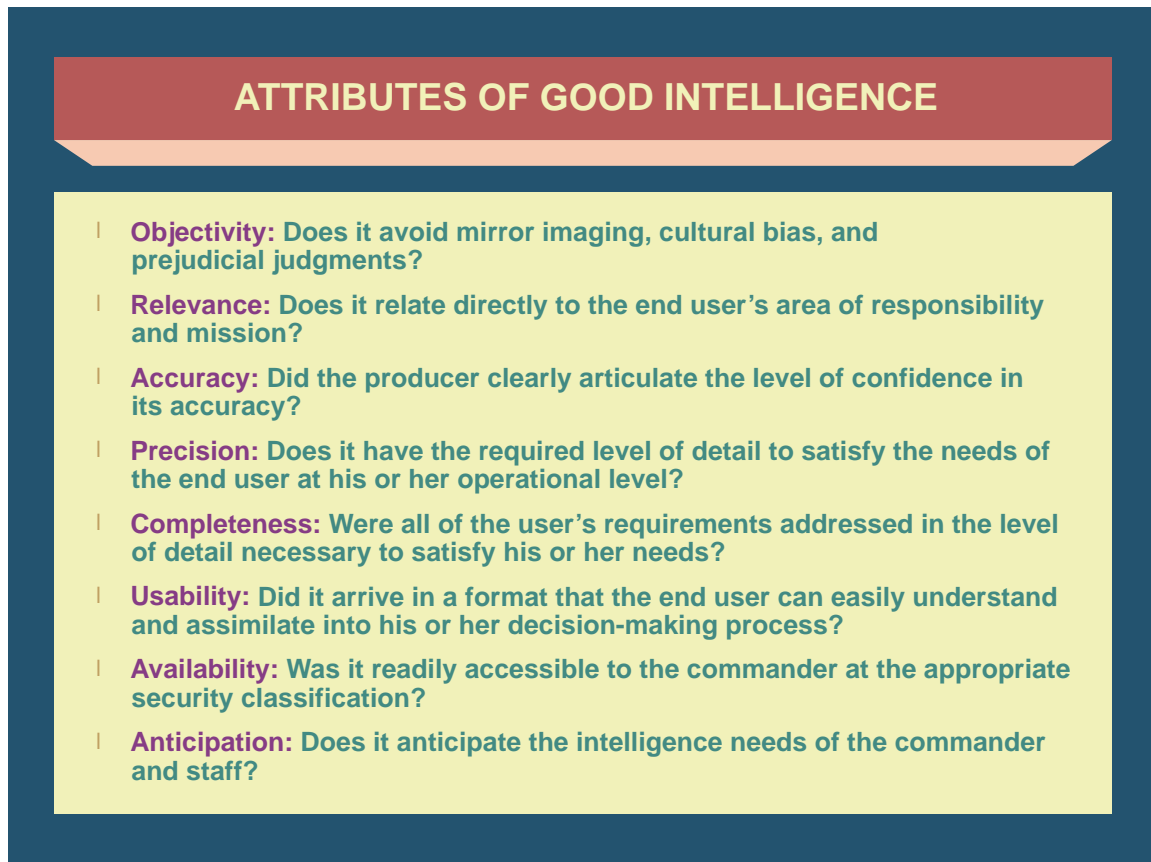 ATTRIBUTES OF GOOD INTELLIGENCE
l Objectivity: Does it avoid mirror imaging, cultural bias, and
prejudicial judgments?
l Relevance: Does it relate directly to the end user’s area of responsibility
and mission?
l Accuracy: Did the producer clearly articulate the level of confidence in
its accuracy?
l Precision: Does it have the required level of detail to satisfy the needs of
the end user at his or her operational level?
l Completeness: Were all of the user’s requirements addressed in the level
of detail necessary to satisfy his or her needs?
l Usability: Did it arrive in a format that the end user can easily understand
and assimilate into his or her decision-making process?
l Availability: Was it readily accessible to the commander at the appropriate
security classification?
l Anticipation: Does it anticipate the intelligence needs of the commander
and staff?